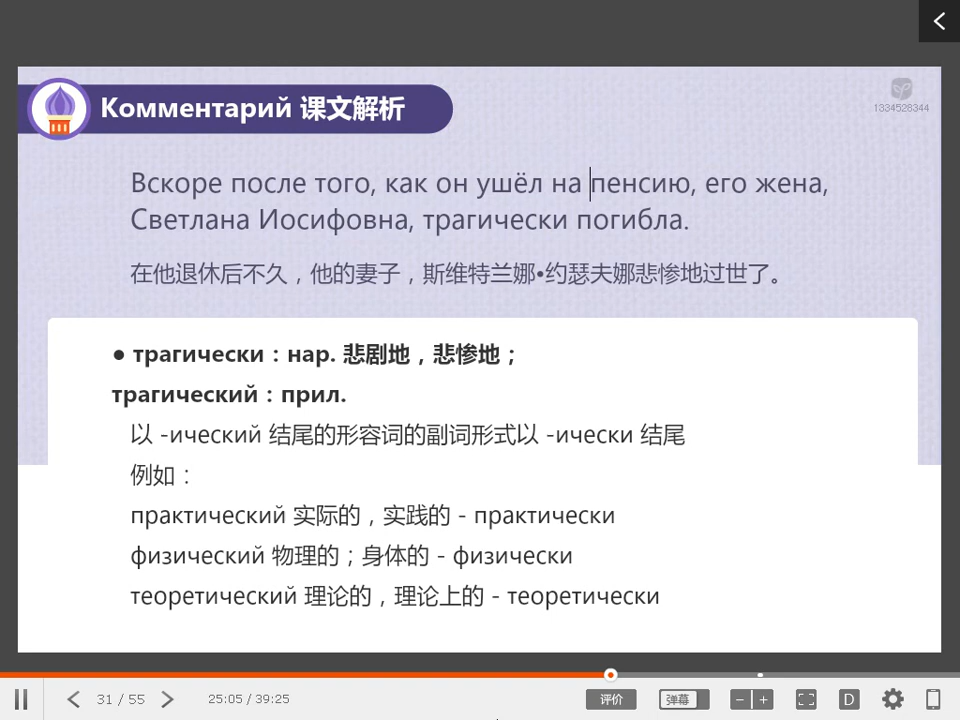 Комментарий 课文解析
1334528344
Вскоре после того, как он ушёл на пенсию, его жена,
Светлана Иосифовна, трагически погибла.
在他退休后不久，他的妻子，斯维特兰娜•约瑟夫娜悲惨地过世了。
● трагически：нар. 悲剧地，悲惨地；
трагический：прил.
以 -ический 结尾的形容词的副词形式以 -ически 结尾
例如：
практический 实际的，实践的 - практически
физический 物理的；身体的 - физически
теоретический 理论的，理论上的 - теоретически
31 / 55 25:05 / 39:25 评价 弹幕 D